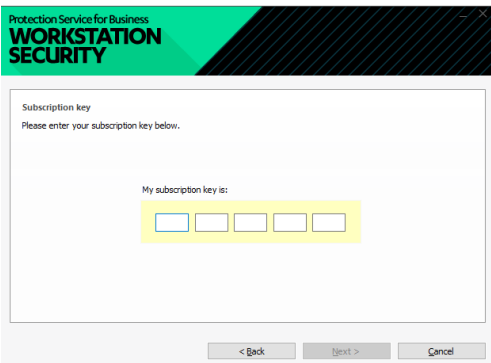 Protection Service for Business
WORKSTATION
SECURITY
Subscription key
Please enter your subscription key below.
My subscription key is:
< Back
Next >
Cancel